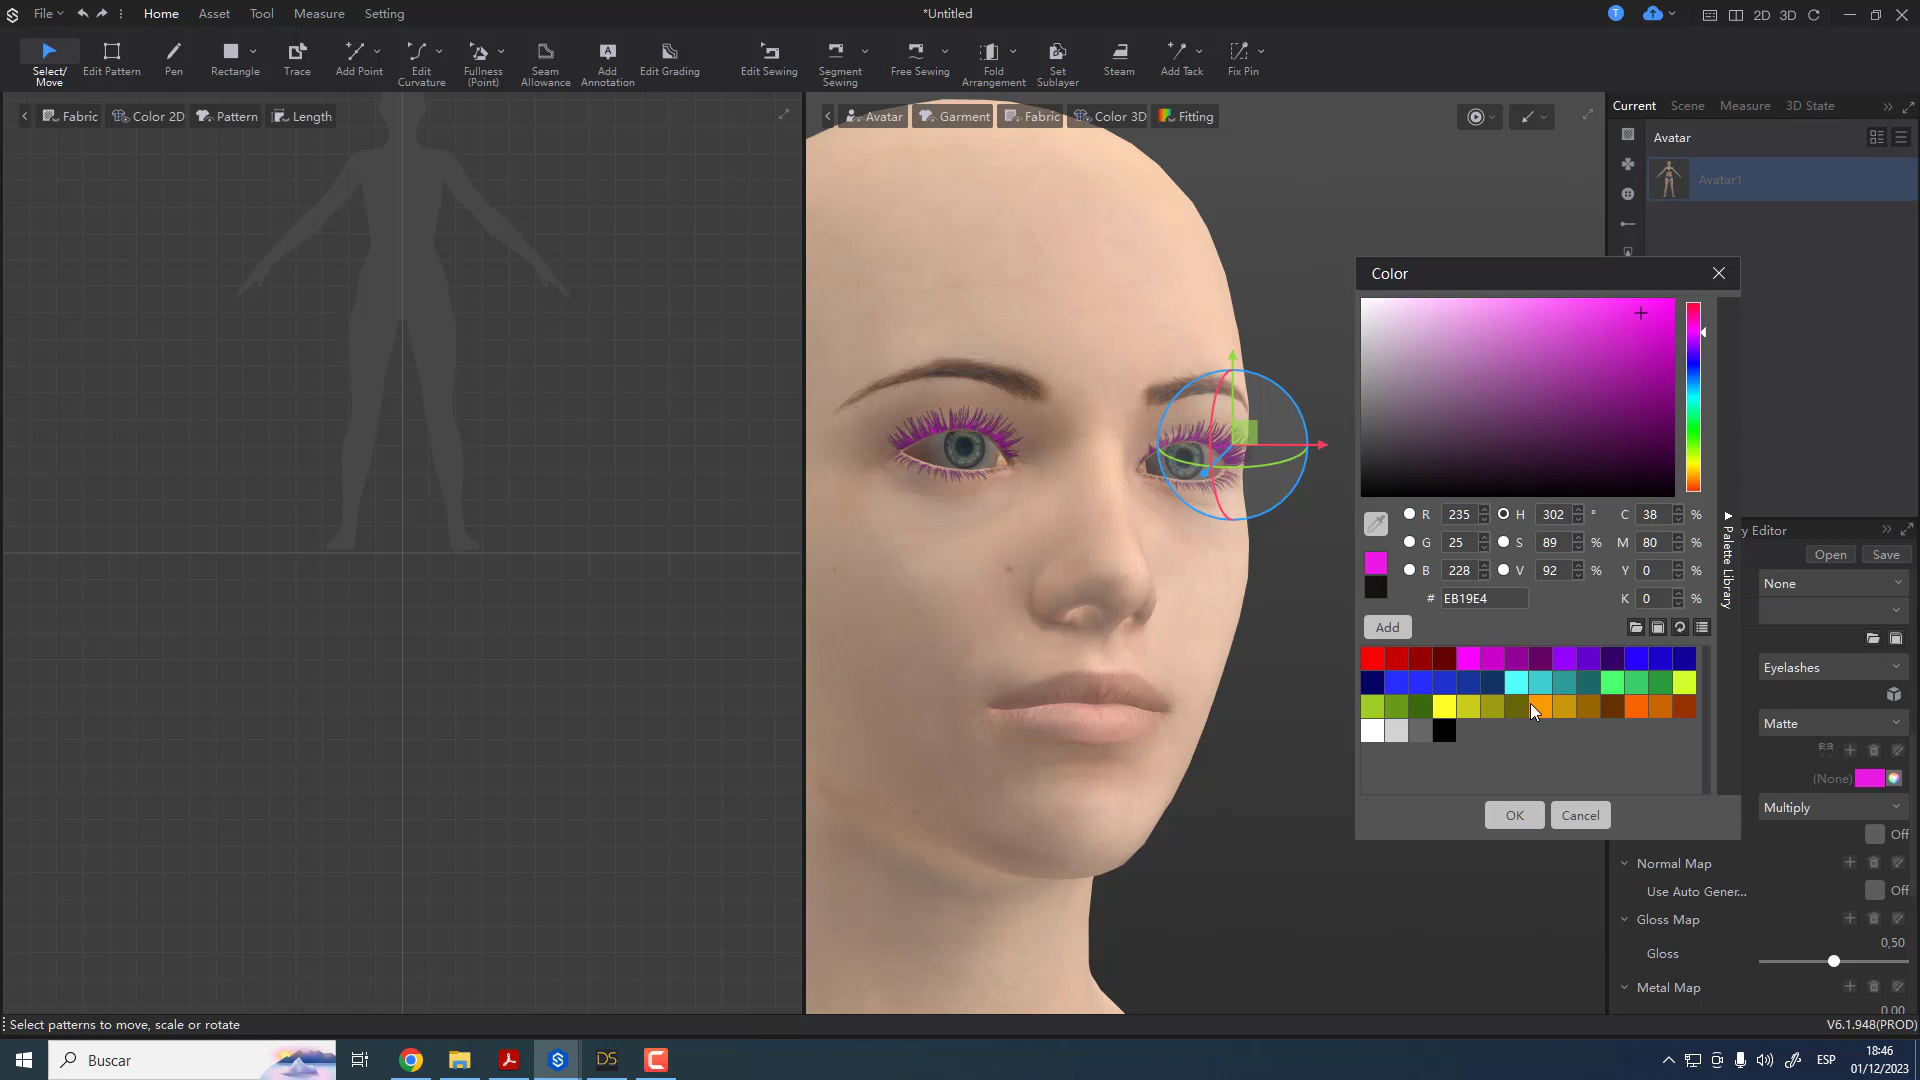 File
Home
Asset
Tool
Measure
Setting
*Untitled
T
2D
3D
Select/
Move
Edit Pattern
Pen
Rectangle
Trace
Add Point
Edit
Curvature
Fullness
(Point)
Seam
Allowance
Add
Annotation
Edit Grading
Edit Sewing
Segment
Sewing
Free Sewing
Fold
Arrangement
Set
Sublayer
Steam
Add Tack
Fix Pin
Fabric
Color 2D
Pattern
Length
Avatar
Garment
Fabric
Color 3D
Fitting
Current
Scene
Measure
3D State
Avatar
Avatar1
Color
R 235 H 302 ° C 38 %
G 25 S 89 % M 80 %
B 228 V 92 % Y 0 %
# EB19E4 K 0 %
Add
OK
Cancel
Palette Library
y Editor
Open
Save
None
Eyelashes
Matte
(None)
Multiply
Off
Normal Map
Use Auto Gener...
Off
Gloss Map
0,50
Gloss
Metal Map
0,00
Select patterns to move, scale or rotate
V6.1.948(PROD)
Buscar
DS
ESP
18:46
01/12/2023